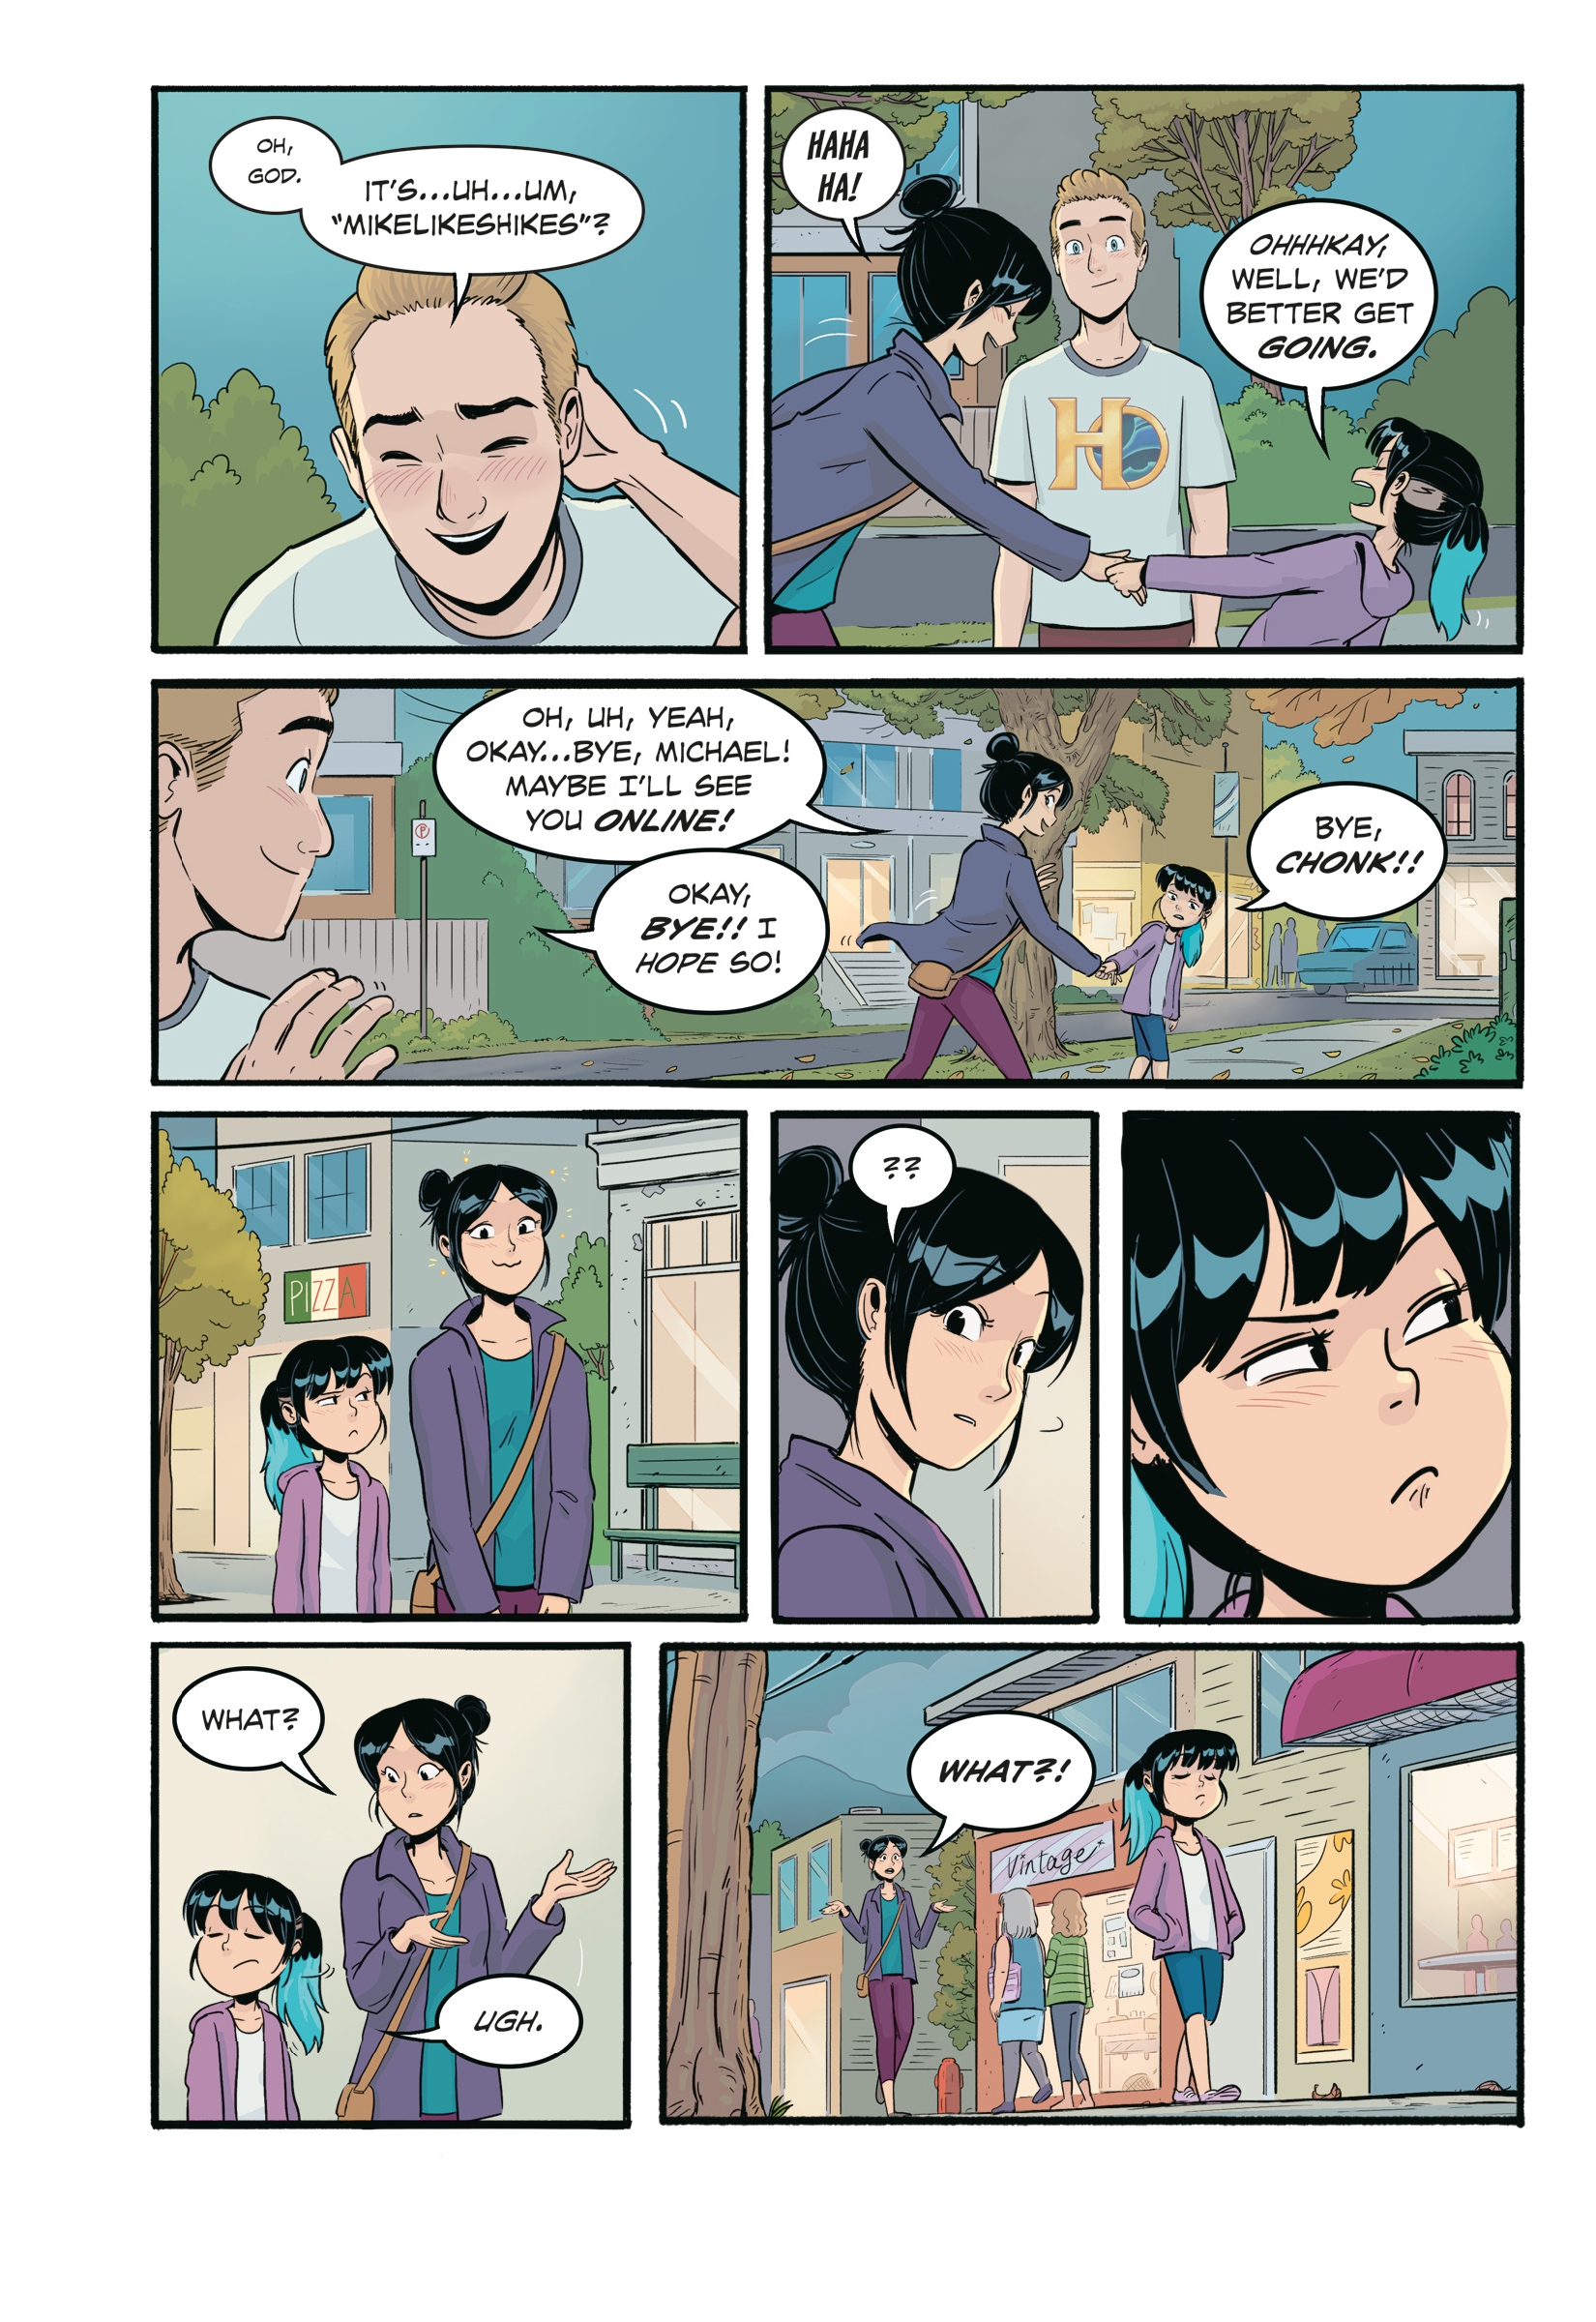 OH,
GOD.
IT'S...UH...UM,
"MIKELIKESHIKES"?
HAHA
HA!
HO
OHHHKAY,
WELL, WE'D
BETTER GET
GOING.
OH, UH, YEAH,
OKAY...BYE, MICHAEL!
MAYBE I'LL SEE
YOU ONLINE!
OKAY,
BYE!! I
HOPE SO!
BYE,
CHONK!!
P
PIZZA
??
WHAT?
UGH.
WHAT?!
Vintage